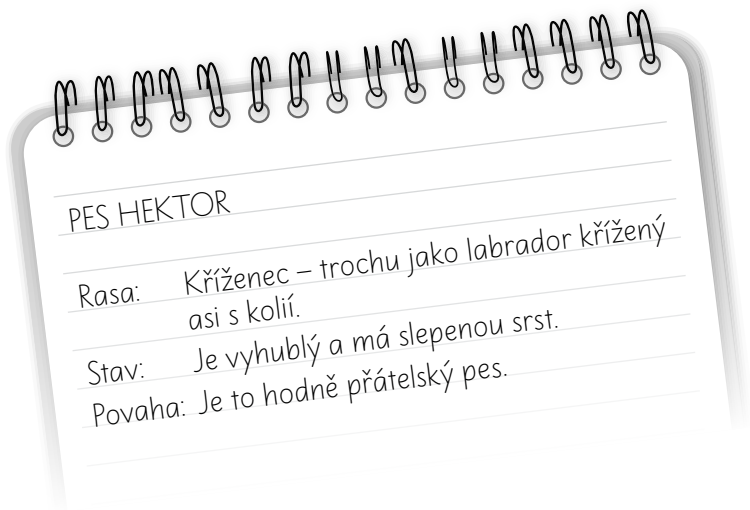 PES HEKTOR
Rasa: Kříženec – trochu jako labrador křížený
asi s kolií.
Stav: Je vyhublý a má slepenou srst.
Povaha: Je to hodně přátelský pes.